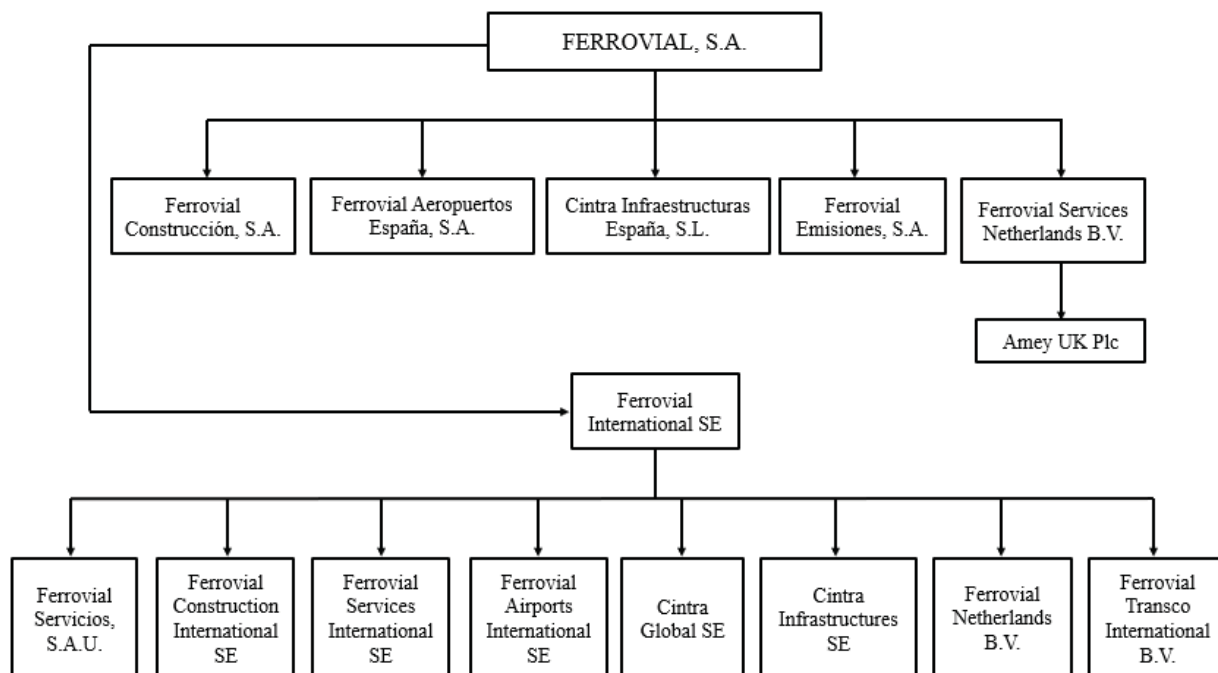 FERROVIAL, S.A.
Ferrovial
Construcción, S.A.
Ferrovial Aeropuertos
España, S.A.
Cintra Infraestructuras
España, S.L.
Ferrovial
Emisiones, S.A.
Ferrovial Services
Netherlands B.V.
Amey UK Plc
Ferrovial
International SE
Ferrovial
Servicios,
S.A.U.
Ferrovial
Construction
International
SE
Ferrovial
Services
International
SE
Ferrovial
Airports
International
SE
Cintra
Global SE
Cintra
Infrastructures
SE
Ferrovial
Netherlands
B.V.
Ferrovial
Transco
International
B.V.